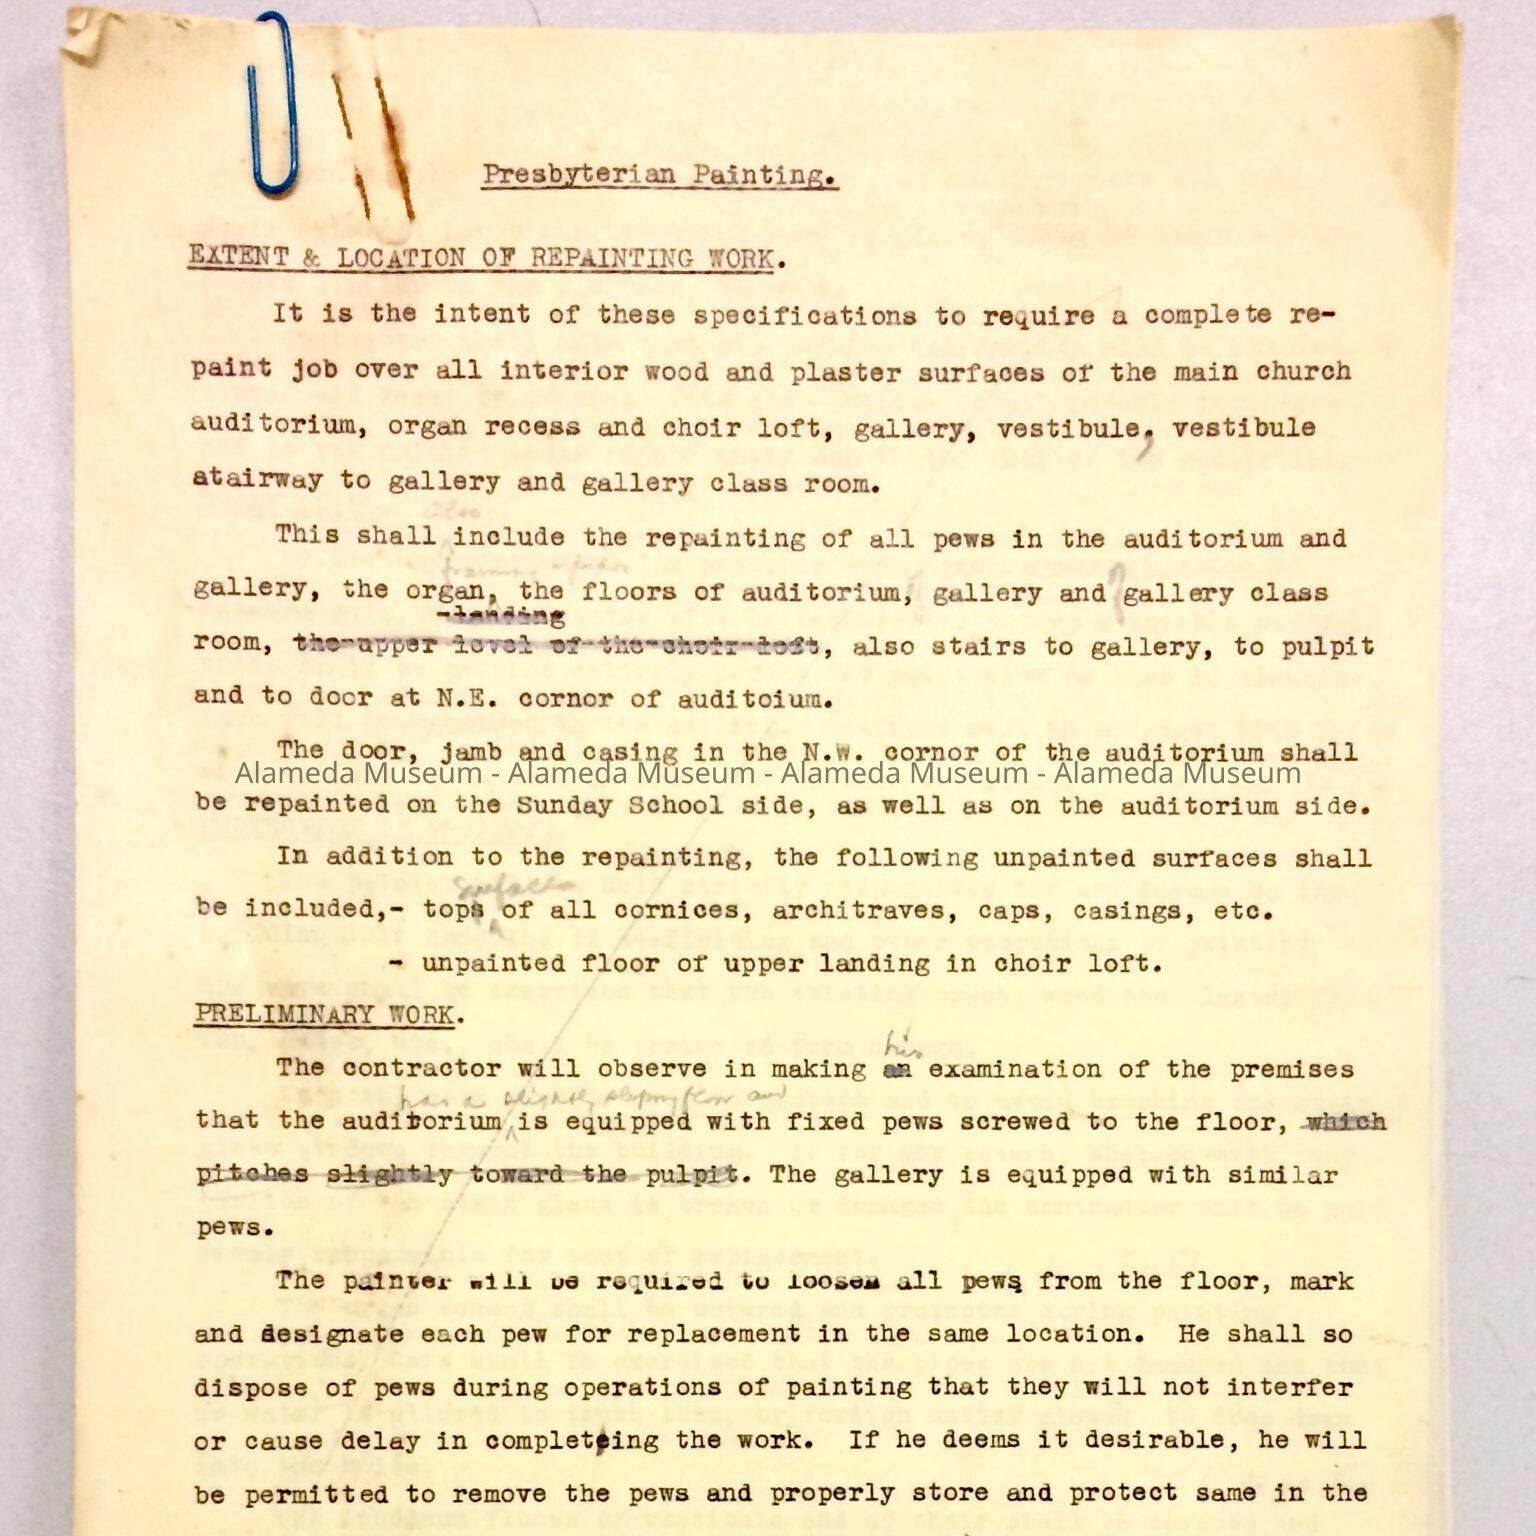 Presbyterian Painting.
EXTENT & LOCATION OF REPAINTING WORK.
It is the intent of these specifications to require a complete re-
paint job over all interior wood and plaster surfaces of the main church
auditorium, organ recess and choir loft, gallery, vestibule, vestibule
atairway to gallery and gallery class room.
also
This shall include the repainting of all pews in the auditorium and
gallery, the organ, the floors of auditorium, gallery and gallery class
-landing
room, the upper level of the choir loft, also stairs to gallery, to pulpit
and to door at N.E. cornor of auditoium.
The door, jamb and casing in the N.W. cornor of the auditorium shall
Alameda Museum - Alameda Museum - Alameda Museum - Alameda Museum
be repainted on the Sunday School side, as well as on the auditorium side.
In addition to the repainting, the following unpainted surfaces shall
surfaces
be included,- tops of all cornices, architraves, caps, casings, etc.
- unpainted floor of upper landing in choir loft.
PRELIMINARY WORK.
his
The contractor will observe in making an examination of the premises
has a slightly sloping floor and
that the auditorium is equipped with fixed pews screwed to the floor, which
pitches slightly toward the pulpit. The gallery is equipped with similar
pews.
The painter will be required to loosen all pews from the floor, mark
and designate each pew for replacement in the same location. He shall so
dispose of pews during operations of painting that they will not interfer
or cause delay in completeing the work. If he deems it desirable, he will
be permitted to remove the pews and properly store and protect same in the